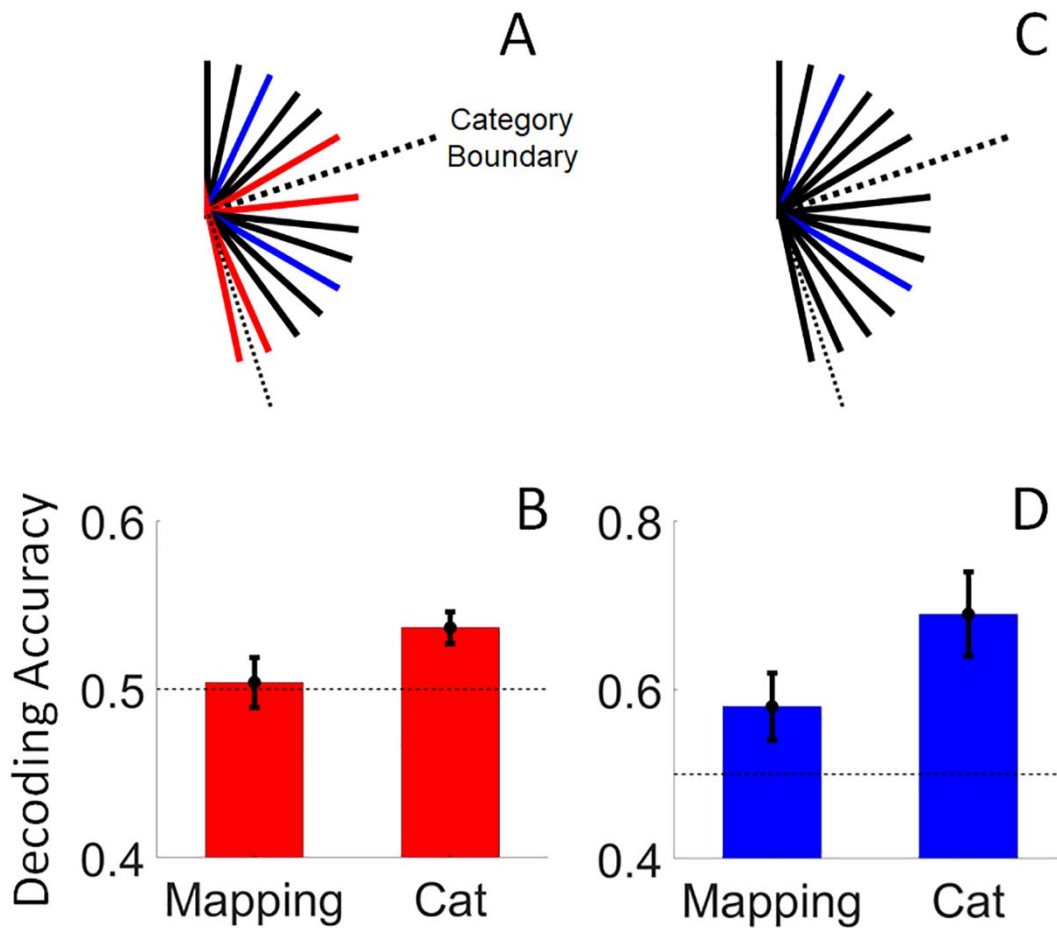 A
C
Category
Boundary
B
D
Decoding Accuracy
0.6
0.5
0.4
Mapping Cat
0.8
0.6
0.4
Mapping Cat